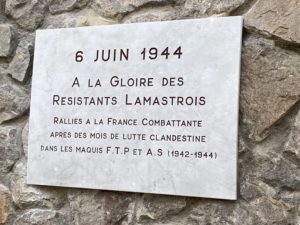 6 JUIN 1944
A LA GLOIRE DES
RESISTANTS LAMASTROIS
RALLIES A LA FRANCE COMBATTANTE
APRES DES MOIS DE LUTTE CLANDESTINE
DANS LES MAQUIS F.T.P ET A.S (1942-1944)